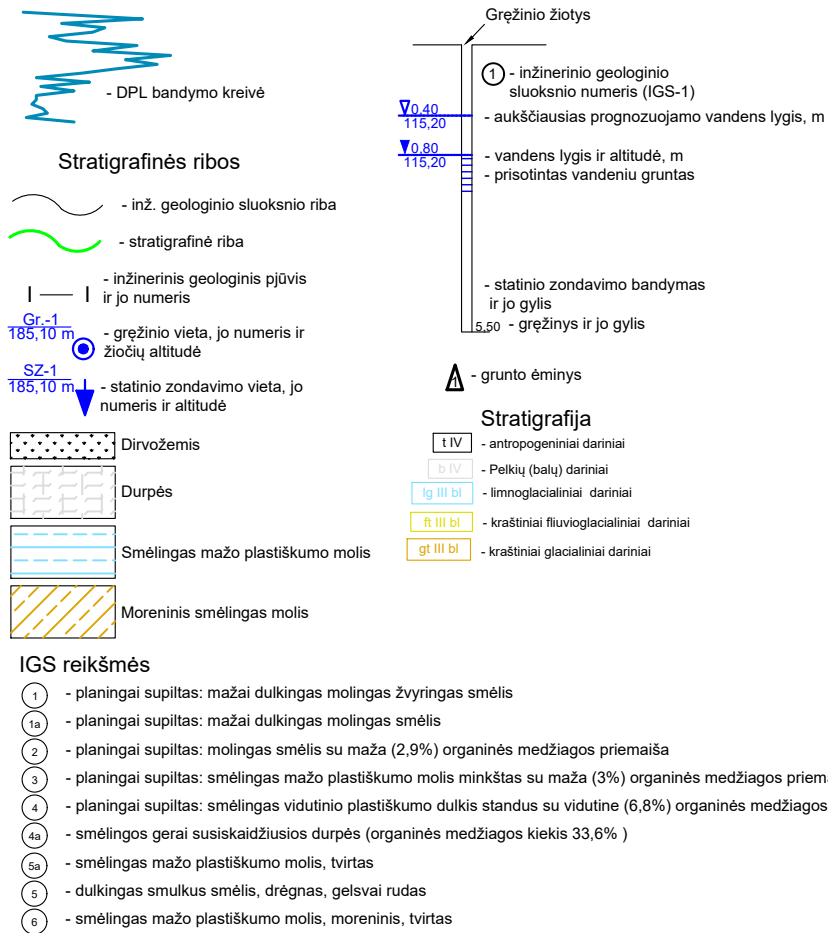 - DPL bandymo kreivė
Stratigrafinės ribos
- inž. geologinio sluoksnio riba
- stratigrafinė riba
- inžinerinis geologinis pjūvis
ir jo numeris
I — I
Gr.-1
185,10 m
- gręžinio vieta, jo numeris ir
žiočių altitudė
SZ-1
185,10 m
- statinio zondavimo vieta, jo
numeris ir altitudė
Dirvožemis
Durpės
Smėlingas mažo plastiškumo molis
Moreninis smėlingas molis
Gręžinio žiotys
1 - inžinerinio geologinio
sluoksnio numeris (IGS-1)
0,40
115,20
- aukščiausias prognozuojamo vandens lygis, m
0,80
115,20
- vandens lygis ir altitudė, m
- prisotintas vandeniu gruntas
- statinio zondavimo bandymas
ir jo gylis
5,50 - gręžinys ir jo gylis
1 - grunto ėminys
Stratigrafija
t IV - antropogeniniai dariniai
b IV - Pelkių (balų) dariniai
lg III bl - limnoglacialiniai dariniai
ft III bl - kraštiniai fliuvioglacialiniai dariniai
gt III bl - kraštiniai glacialiniai dariniai
IGS reikšmės
1 - planingai supiltas: mažai dulkingas molingas žvyringas smėlis
1a - planingai supiltas: mažai dulkingas molingas smėlis
2 - planingai supiltas: molingas smėlis su maža (2,9%) organinės medžiagos priemaiša
3 - planingai supiltas: smėlingas mažo plastiškumo molis minkštas su maža (3%) organinės medžiagos priema
4 - planingai supiltas: smėlingas vidutinio plastiškumo dulkis standus su vidutine (6,8%) organinės medžiagos
4a - smėlingos gerai susiskaidžiusios durpės (organinės medžiagos kiekis 33,6% )
5a - smėlingas mažo plastiškumo molis, tvirtas
5 - dulkingas smulkus smėlis, drėgnas, gelsvai rudas
6 - smėlingas mažo plastiškumo molis, moreninis, tvirtas